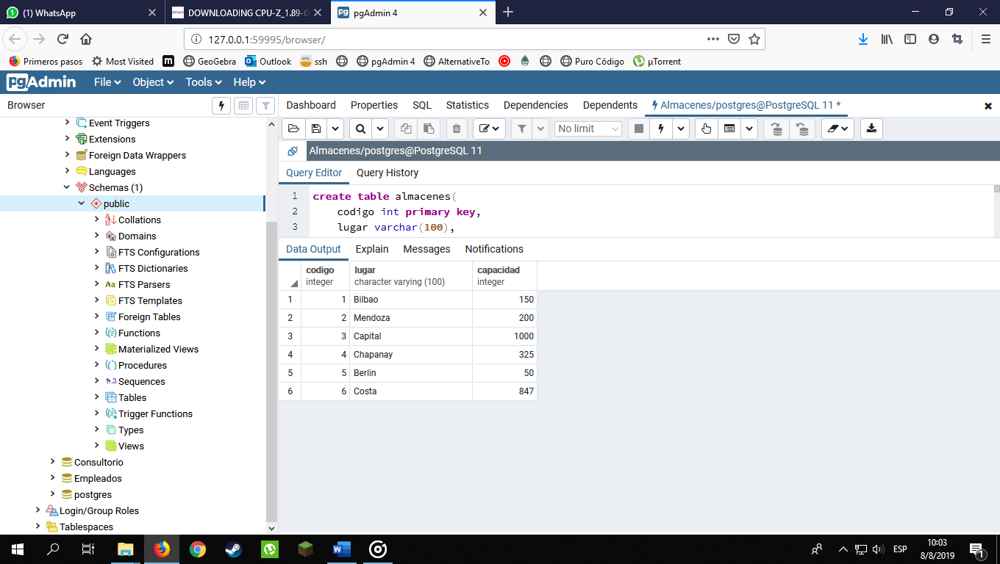 (1) WhatsApp
DOWNLOADING CPU-Z_1.89-G
pgAdmin 4
127.0.0.1:59995/browser/
Primeros pasos
Most Visited
m
GeoGebra
Outlook
ssh
pgAdmin 4
AlternativeTo
Puro Código
µTorrent
pgAdmin
File
Object
Tools
Help
Browser
Dashboard
Properties
SQL
Statistics
Dependencies
Dependents
Almacenes/postgres@PostgreSQL 11 *
Event Triggers
Extensions
Foreign Data Wrappers
Languages
Schemas (1)
public
Collations
Domains
FTS Configurations
FTS Dictionaries
Aa FTS Parsers
FTS Templates
Foreign Tables
Functions
Materialized Views
Procedures
1..3 Sequences
Tables
Trigger Functions
Types
Views
Consultorio
Empleados
postgres
Login/Group Roles
Tablespaces
No limit
Almacenes/postgres@PostgreSQL 11
Query Editor
Query History
1 create table almacenes(
2 codigo int primary key,
3 lugar varchar(100),
Data Output
Explain
Messages
Notifications
codigo integer
lugar character varying (100)
capacidad integer
1 1 Bilbao 150
2 2 Mendoza 200
3 3 Capital 1000
4 4 Chapanay 325
5 5 Berlin 50
6 6 Costa 847
ESP
10:03
8/8/2019
1